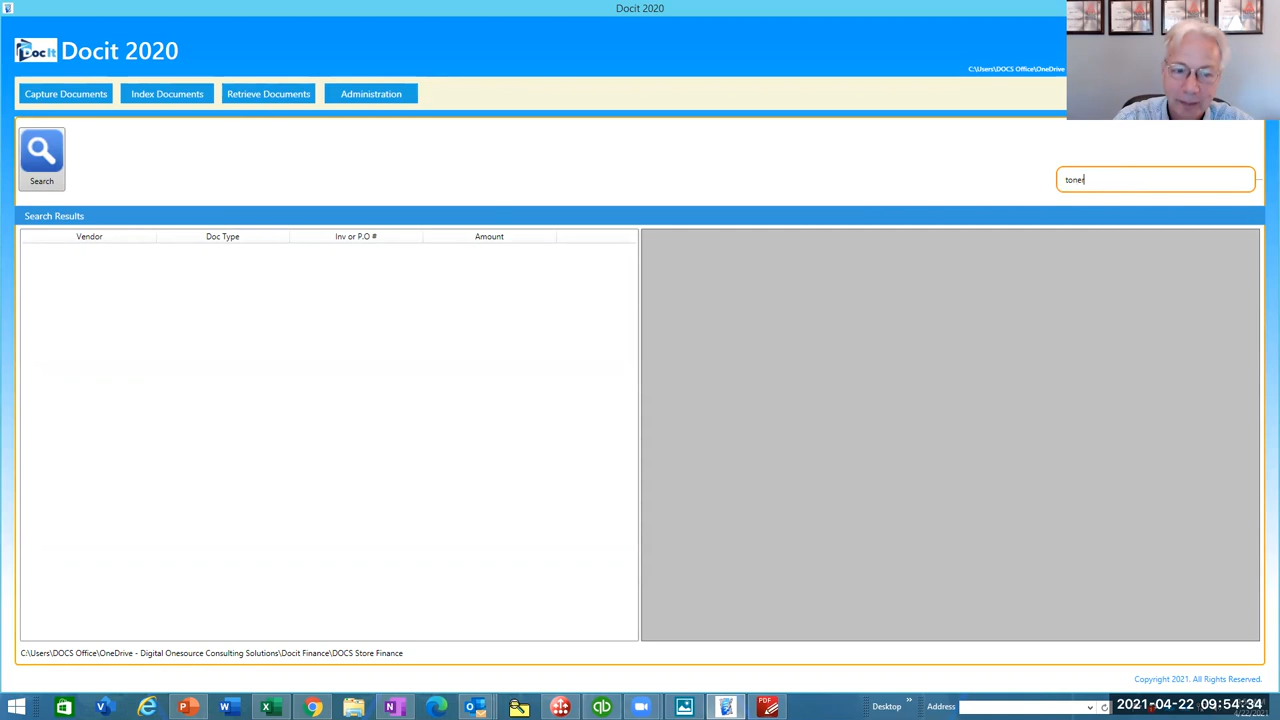 Docit 2020
DocIt Docit 2020
C:\Users\DOCS Office\OneDrive
Capture Documents Index Documents Retrieve Documents Administration
Search
toner
Search Results
Vendor Doc Type Inv or P.O # Amount
C:\Users\DOCS Office\OneDrive - Digital Onesource Consulting Solutions\Docit Finance\DOCS Store Finance
Copyright 2021. All Rights Reserved.
Desktop » Address 2021-04-22 09:54:34